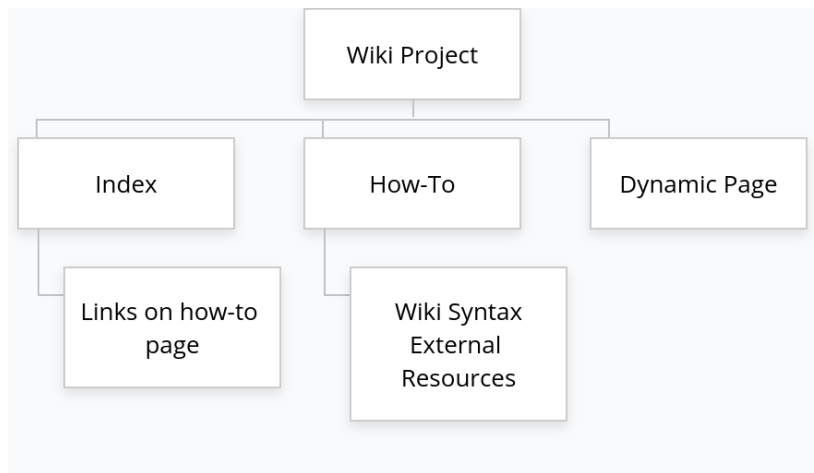 Wiki Project
Index
How-To
Dynamic Page
Links on how-to
page
Wiki Syntax
External
Resources